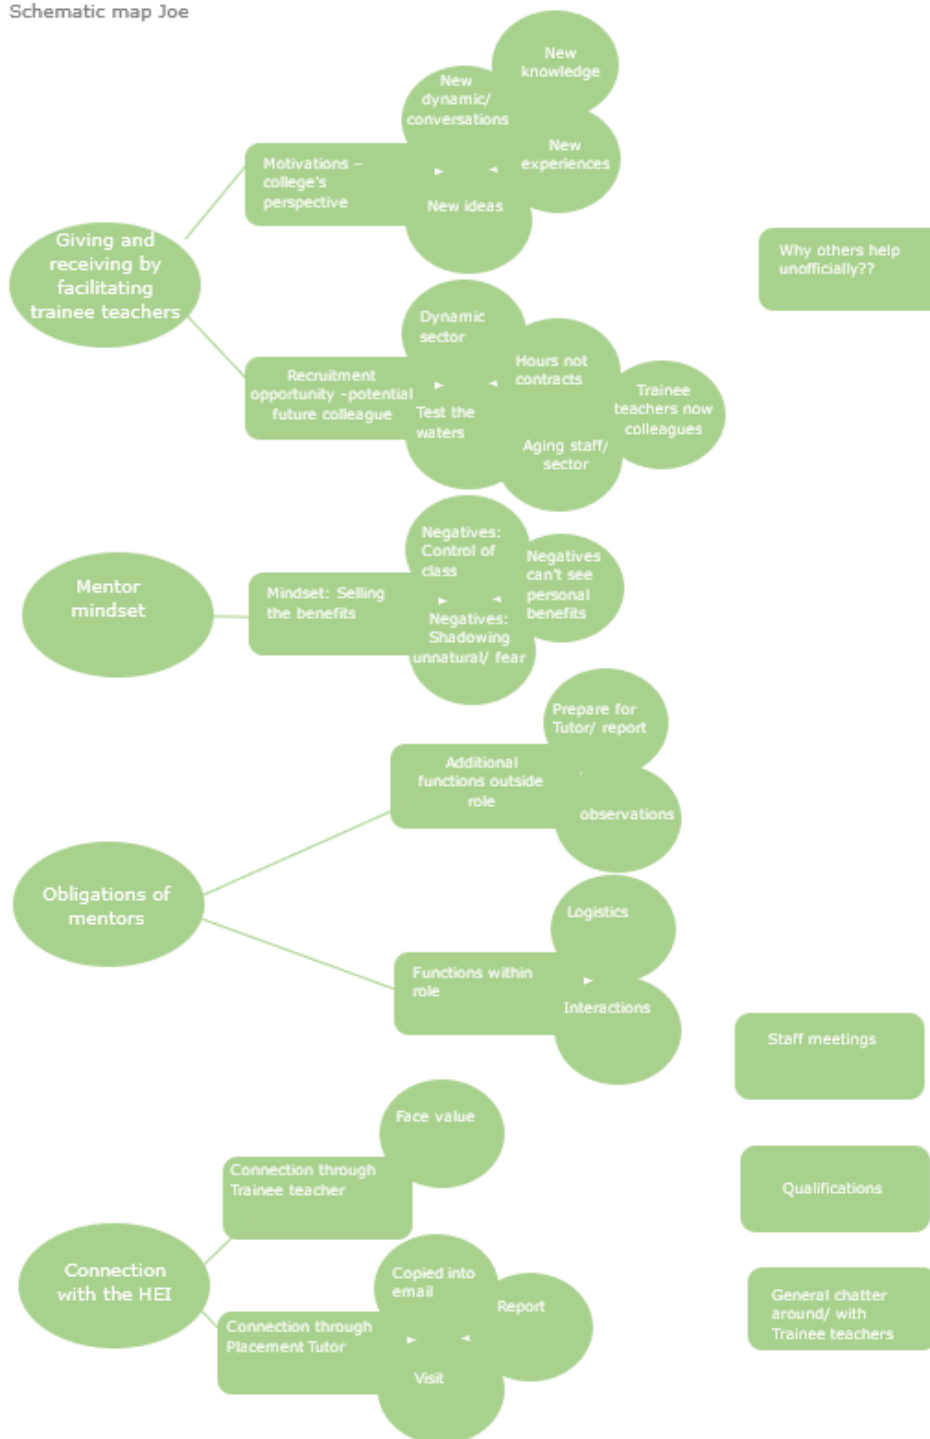 Schematic map Joe
New
knowledge
New
dynamic/
conversations
New
experiences
Motivations –
college's
perspective
New ideas
Giving and
receiving by
facilitating
trainee teachers
Why others help
unofficially??
Dynamic
sector
Hours not
contracts
Recruitment
opportunity -potential
future colleague
Test the
waters
Trainee
teachers now
colleagues
Aging staff/
sector
Negatives:
Control of
class
Negatives
can't see
personal
benefits
Mentor
mindset
Mindset: Selling
the benefits
Negatives:
Shadowing
unnatural/ fear
Prepare for
Tutor/ report
Additional
functions outside
role
observations
Obligations of
mentors
Logistics
Functions within
role
Interactions
Staff meetings
Face value
Connection through
Trainee teacher
Qualifications
Connection
with the HEI
Copied into
email
Report
Connection through
Placement Tutor
Visit
General chatter
around/ with
Trainee teachers